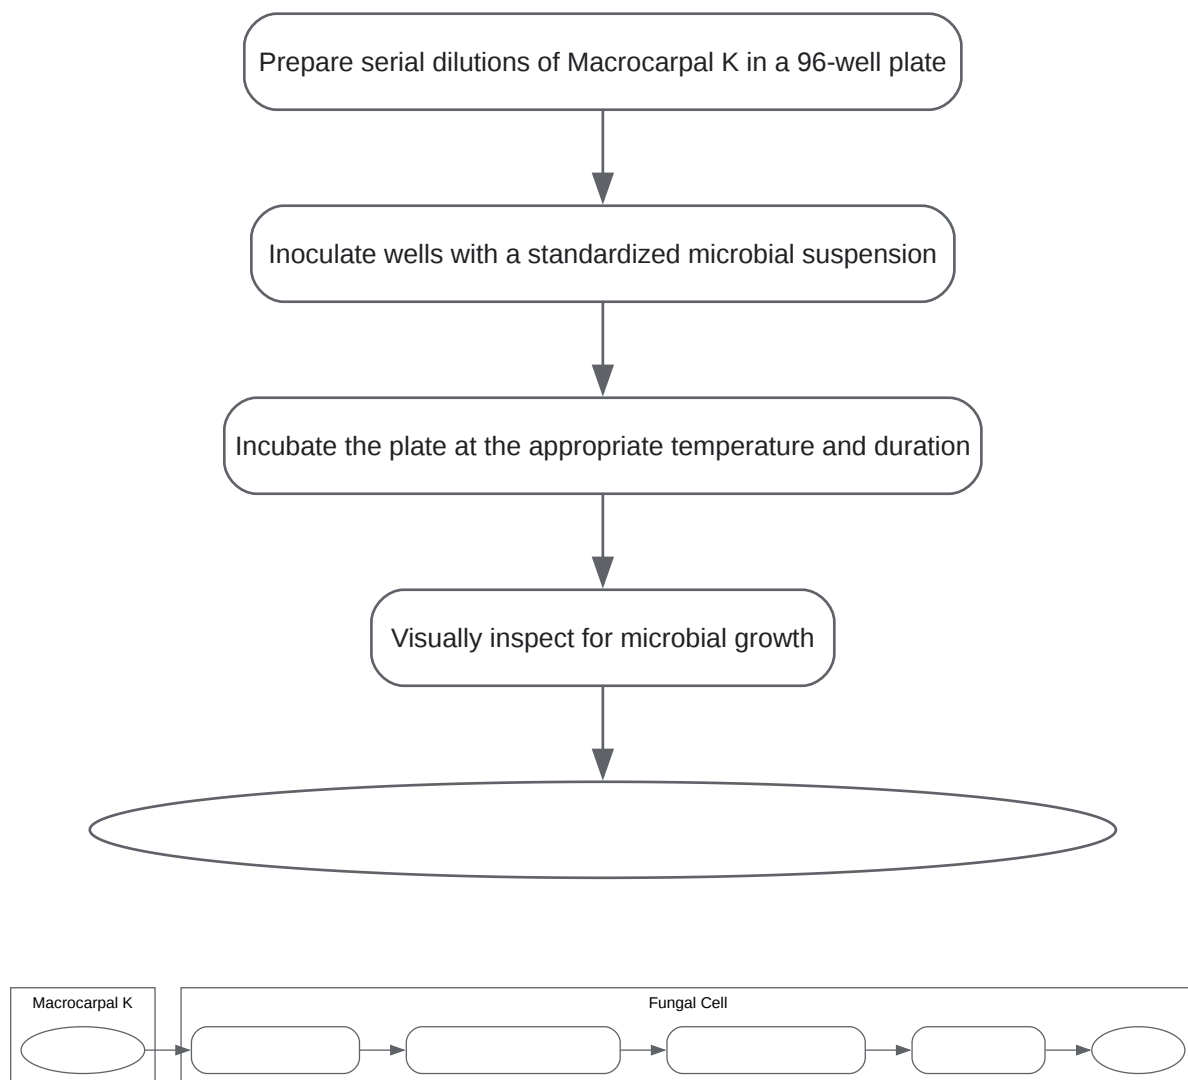 Prepare serial dilutions of Macrocarpal K in a 96-well plate
Inoculate wells with a standardized microbial suspension
Incubate the plate at the appropriate temperature and duration
Visually inspect for microbial growth
Macrocarpal K
Fungal Cell